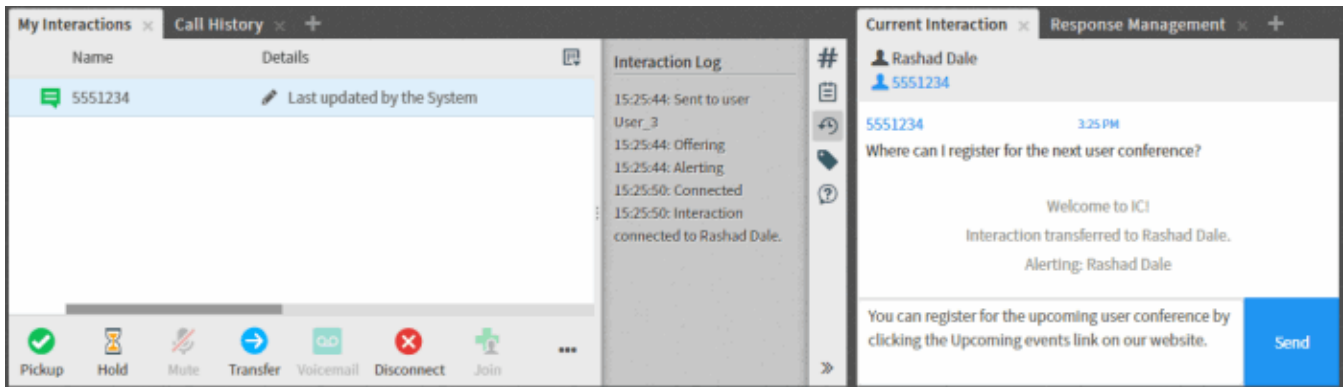 My Interactions
Call History
Name
Details
5551234
Last updated by the System
Pickup
Hold
Mute
Transfer
Voicemail
Disconnect
Join
Interaction Log
15:25:44: Sent to user
User_3
15:25:44: Offering
15:25:44: Alerting
15:25:50: Connected
15:25:50: Interaction
connected to Rashad Dale.
Current Interaction
Response Management
Rashad Dale
5551234
5551234 3:25 PM
Where can I register for the next user conference?
Welcome to IC!
Interaction transferred to Rashad Dale.
Alerting: Rashad Dale
You can register for the upcoming user conference by
clicking the Upcoming events link on our website.
Send